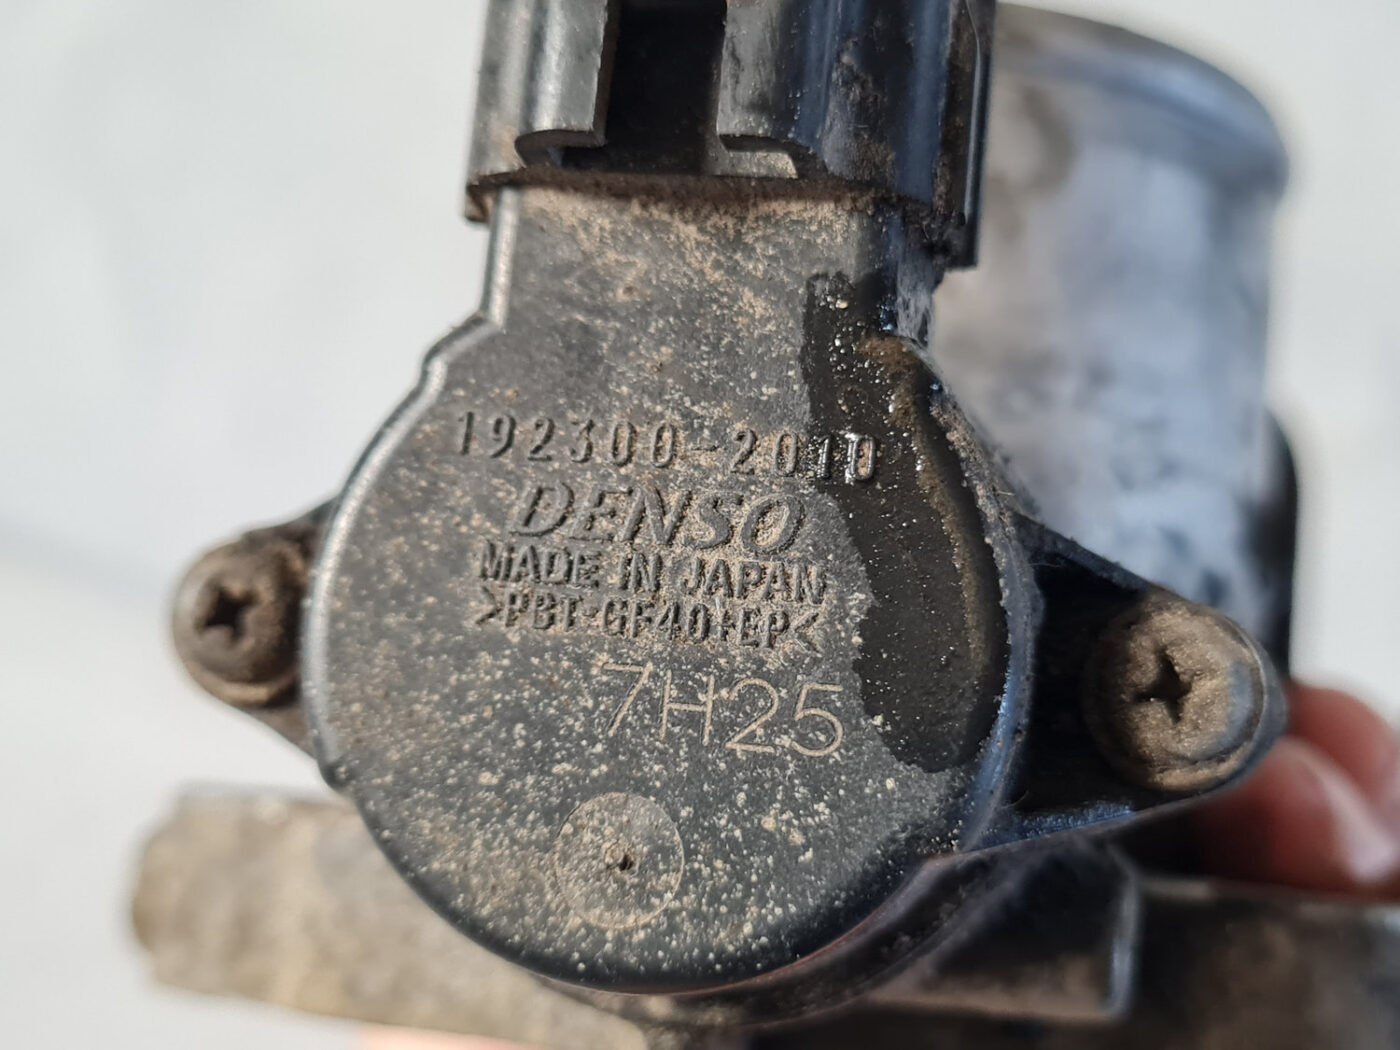 192300-2010
DENSO
MADE IN JAPAN
>PBT-GF40+EP<
7H25